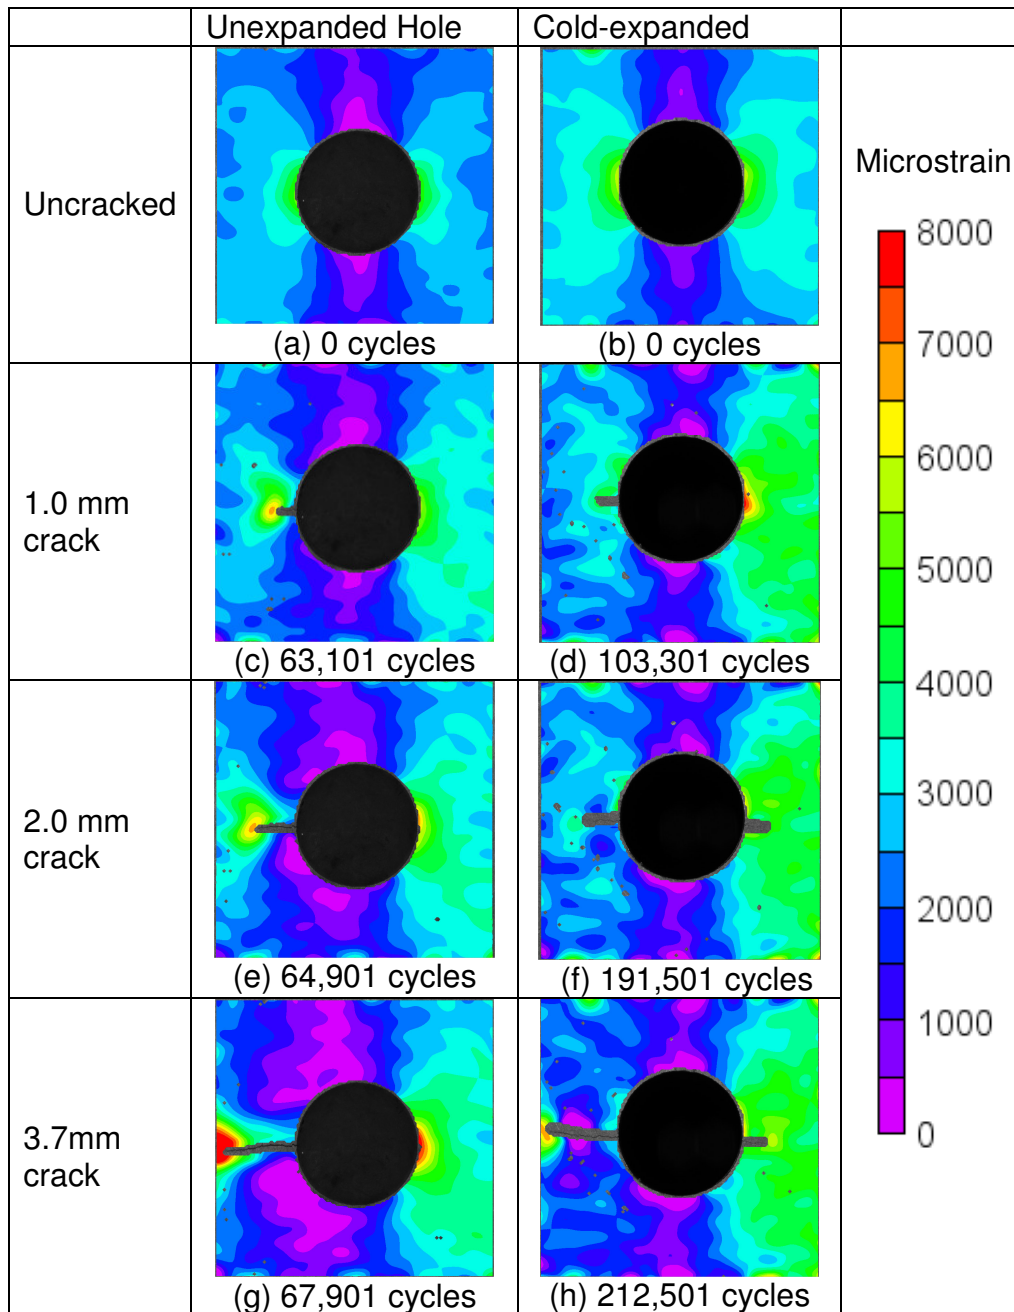 Unexpanded Hole
Cold-expanded
Uncracked
(a) 0 cycles
(b) 0 cycles
Microstrain
8000
7000
6000
5000
4000
3000
2000
1000
0
1.0 mm
crack
(c) 63,101 cycles
(d) 103,301 cycles
2.0 mm
crack
(e) 64,901 cycles
(f) 191,501 cycles
3.7mm
crack
(g) 67,901 cycles
(h) 212,501 cycles